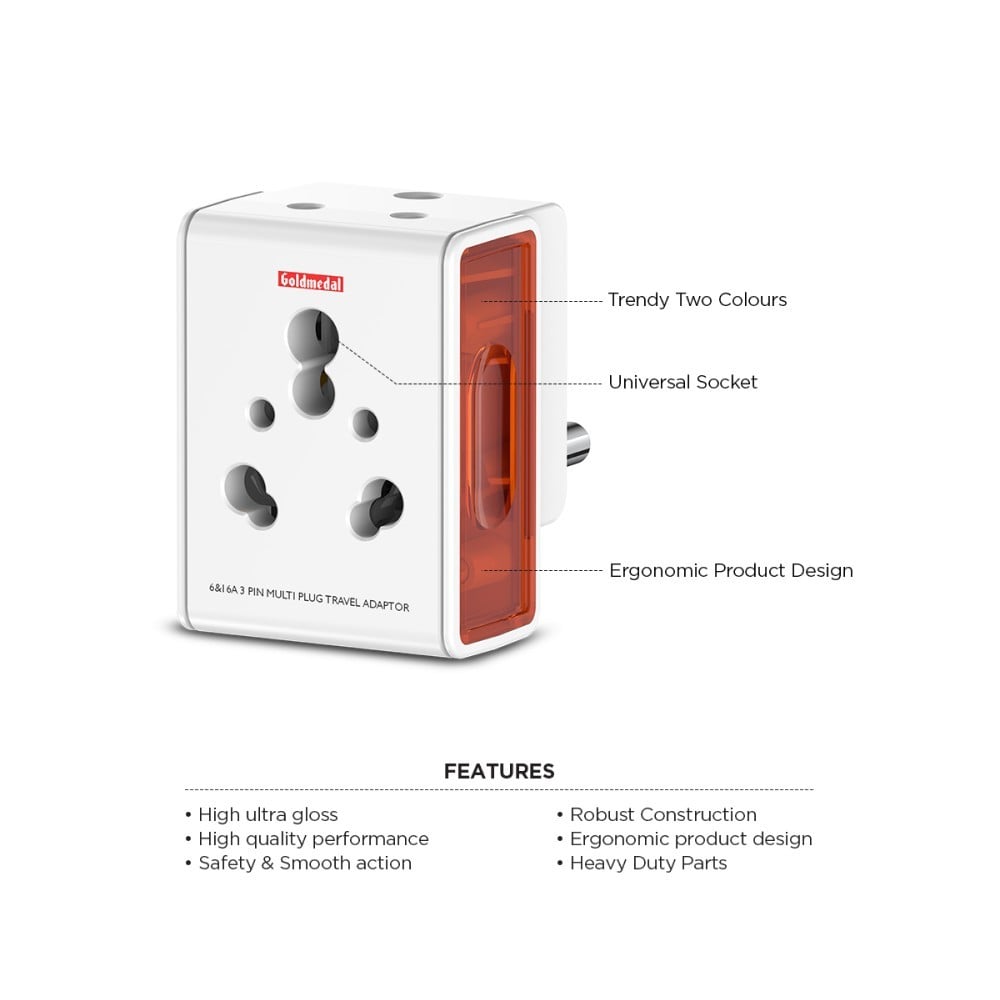 Goldmedal
Trendy Two Colours
Universal Socket
Ergonomic Product Design
6&16A 3 PIN MULTI PLUG TRAVEL ADAPTOR
FEATURES
• High ultra gloss
• High quality performance
• Safety & Smooth action
• Robust Construction
• Ergonomic product design
• Heavy Duty Parts